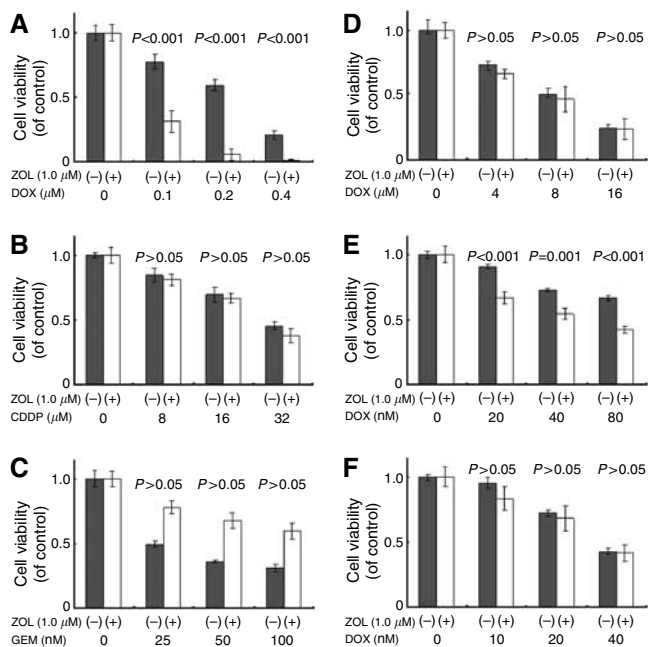 A
Cell viability
(of control)
1.0
0.5
0
P<0.001 P<0.001 P<0.001
ZOL (1.0 μM) (−) (+) (−) (+) (−) (+) (−) (+)
DOX (μM) 0 0.1 0.2 0.4
B
Cell viability
(of control)
1.0
0.5
0
P>0.05 P>0.05 P>0.05
ZOL (1.0 μM) (−) (+) (−) (+) (−) (+) (−) (+)
CDDP (μM) 0 8 16 32
C
Cell viability
(of control)
1.0
0.5
0
P>0.05 P>0.05 P>0.05
ZOL (1.0 μM) (−) (+) (−) (+) (−) (+) (−) (+)
GEM (nM) 0 25 50 100
D
Cell viability
(of control)
1.0
0.5
0
P>0.05 P>0.05 P>0.05
ZOL (1.0 μM) (−) (+) (−) (+) (−) (+) (−) (+)
DOX (μM) 0 4 8 16
E
Cell viability
(of control)
1.0
0.5
0
P<0.001 P=0.001 P<0.001
ZOL (1.0 μM) (−) (+) (−) (+) (−) (+) (−) (+)
DOX (nM) 0 20 40 80
F
Cell viability
(of control)
1.0
0.5
0
P>0.05 P>0.05 P>0.05
ZOL (1.0 μM) (−) (+) (−) (+) (−) (+) (−) (+)
DOX (nM) 0 10 20 40